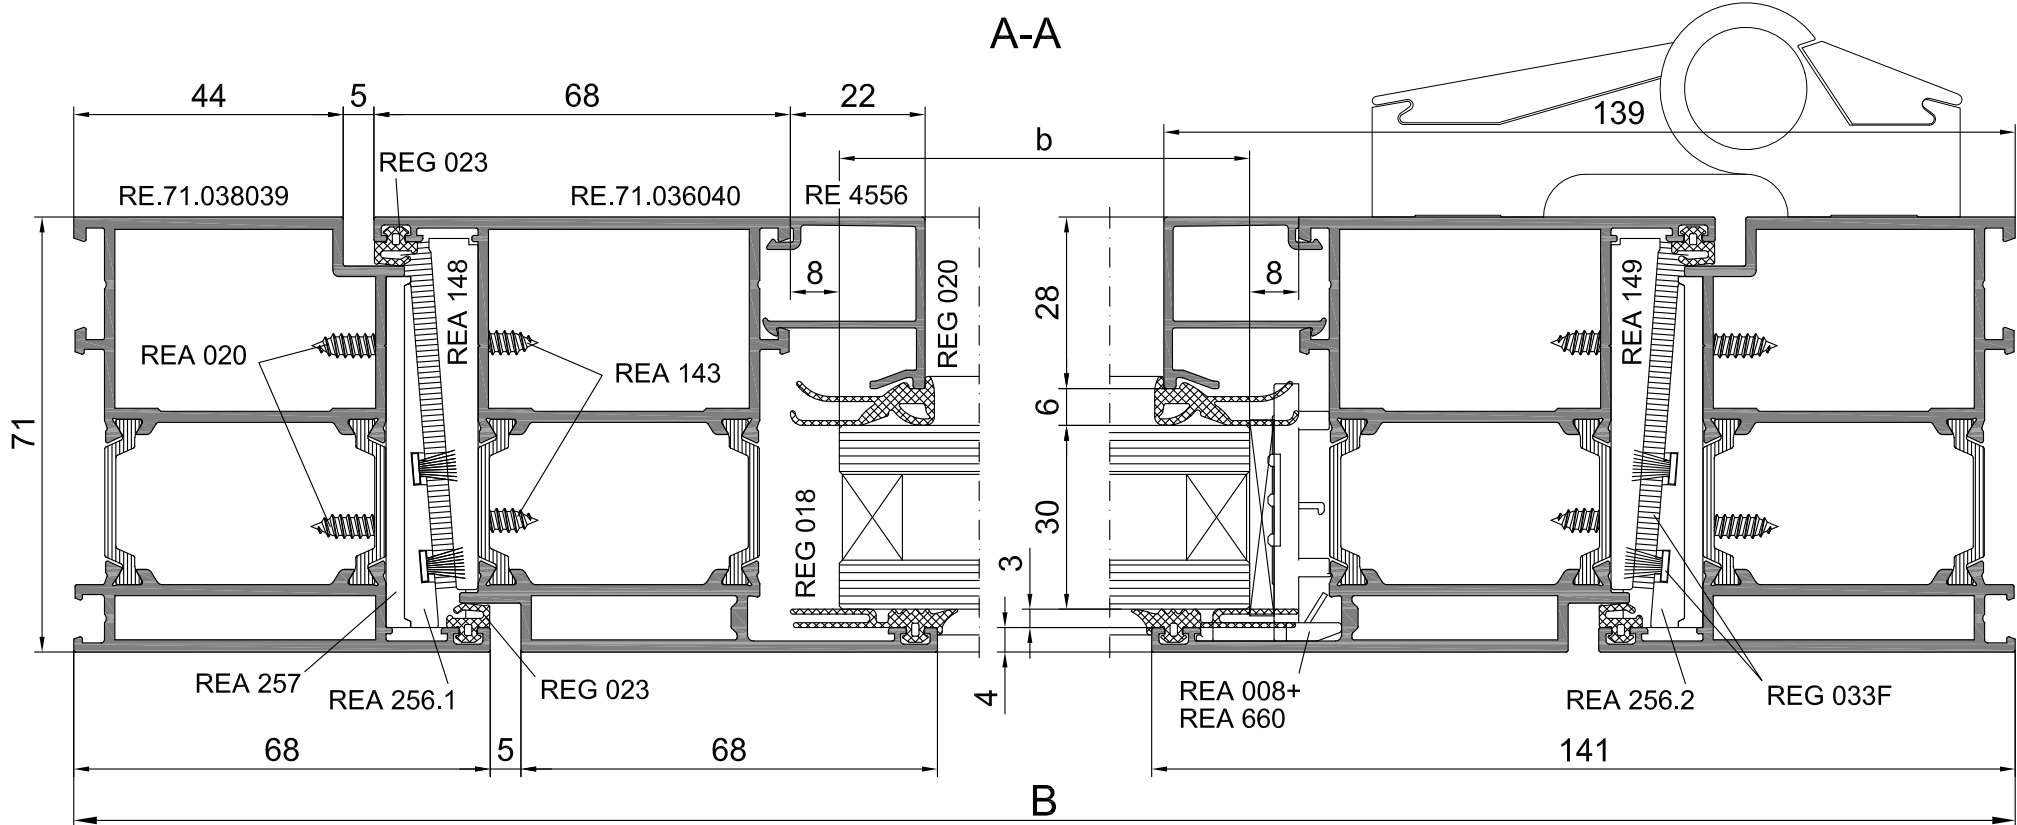 A-A
44 5 68 22 139
b
REG 023
RE.71.038039 RE.71.036040 RE 4556
8 8
REA 148 REG 020 28 REA 149
REA 020 REA 143
71
6
REG 018 30
3
REA 257 REA 256.1 REG 023 4 REA 008+ REA 256.2 REG 033F
REA 660
68 5 68 141
B